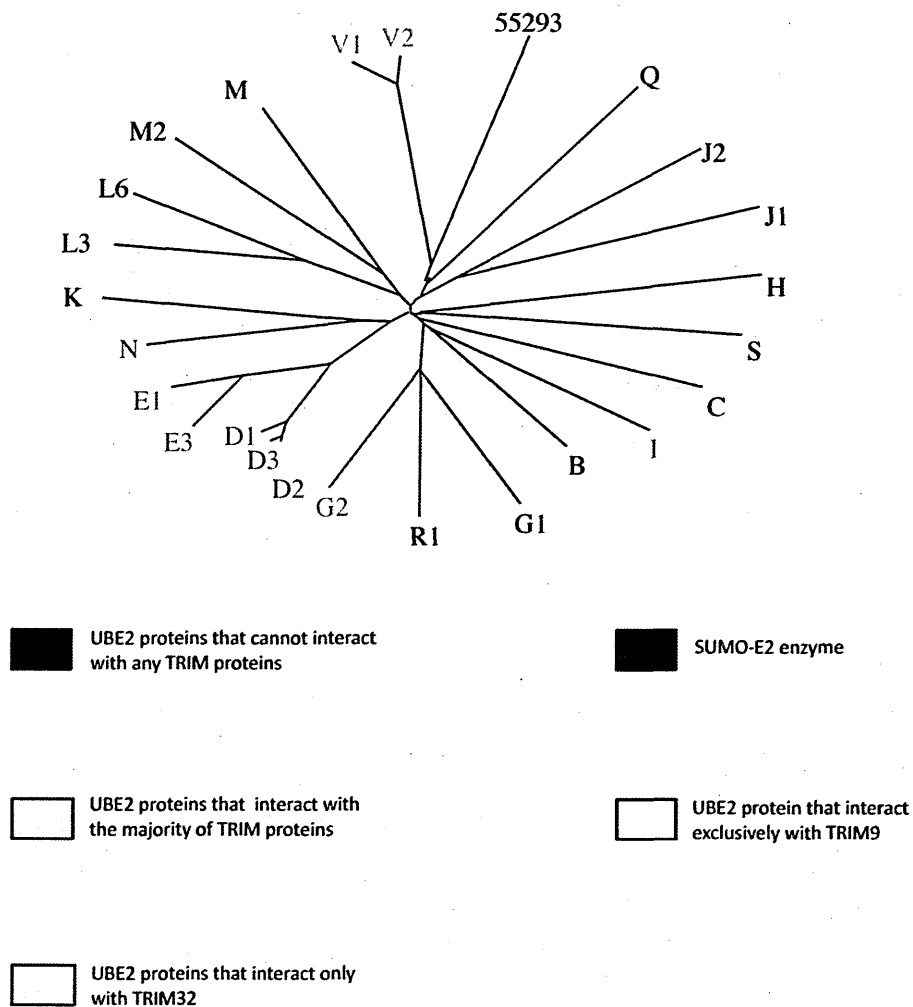 55293
V1
V2
M
Q
M2
J2
L6
J1
L3
H
K
N
S
E1
C
E3
D1
D3
I
B
D2
G2
G1
R1
UBE2 proteins that cannot interact
with any TRIM proteins
SUMO-E2 enzyme
UBE2 proteins that interact with
the majority of TRIM proteins
UBE2 protein that interact
exclusively with TRIM9
UBE2 proteins that interact only
with TRIM32